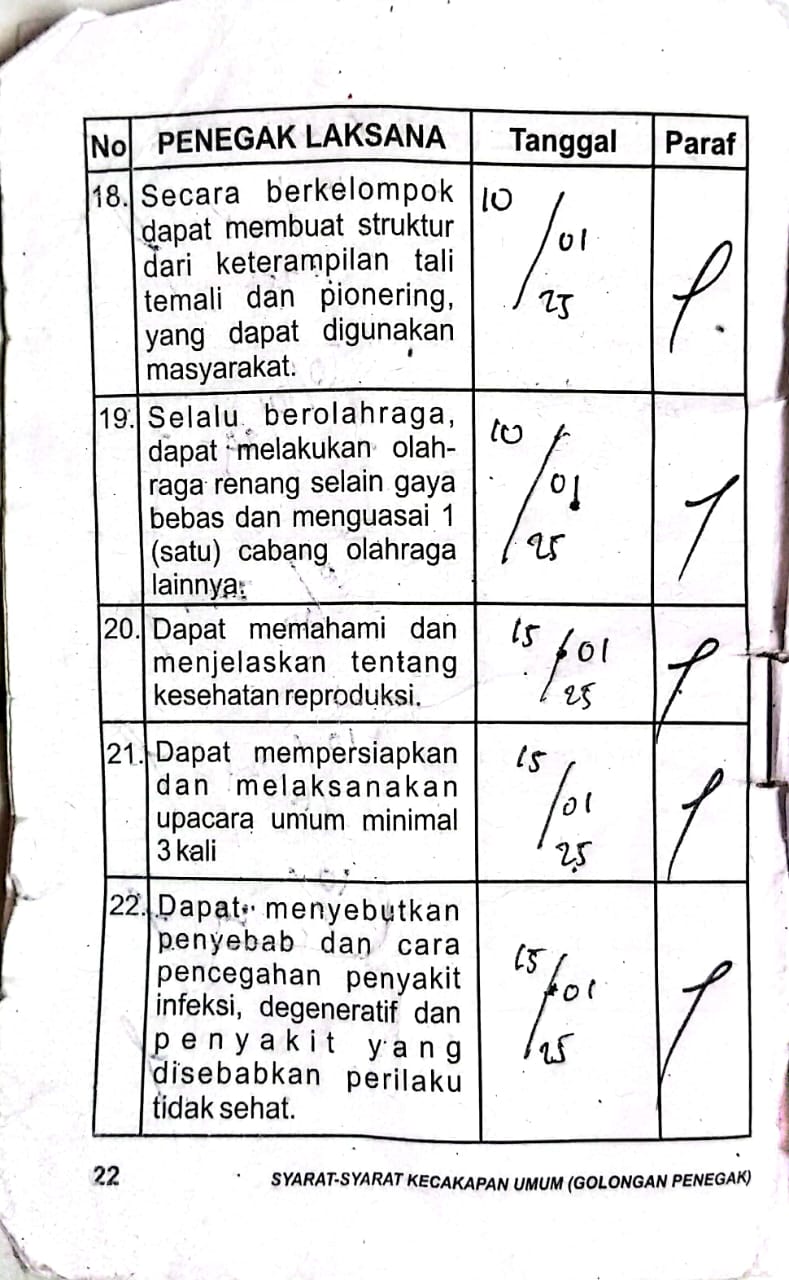 No PENEGAK LAKSANA Tanggal Paraf
18. Secara berkelompok
dapat membuat struktur
dari keterampilan tali
temali dan pionering,
yang dapat digunakan
masyarakat.
10/01
25
19. Selalu berolahraga,
dapat melakukan olah-
raga renang selain gaya
bebas dan menguasai 1
(satu) cabang olahraga
lainnya.
10/01
25
20. Dapat memahami dan
menjelaskan tentang
kesehatan reproduksi.
15/01
25
21. Dapat mempersiapkan
dan melaksanakan
upacara umum minimal
3 kali
15/01
25
22. Dapat menyebutkan
penyebab dan cara
pencegahan penyakit
infeksi, degeneratif dan
penyakit yang
disebabkan perilaku
tidak sehat.
15/01
25
22 SYARAT-SYARAT KECAKAPAN UMUM (GOLONGAN PENEGAK)